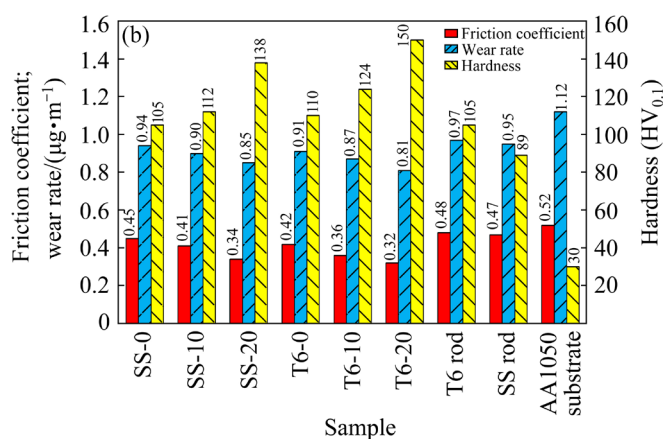 (b)
Friction coefficient
Wear rate
Hardness
Friction coefficient;
wear rate/(μg•m⁻¹)
1.6
1.4
1.2
1.0
0.8
0.6
0.4
0.2
0
0.45 0.94 105
0.41 0.90 112
0.34 0.85 138
0.42 0.91 110
0.36 0.87 124
0.32 0.81 150
0.48 0.97 105
0.47 0.95 89
0.52 1.12 30
160
140
120
100
80
60
40
20
Hardness (HV0.1)
SS-0
SS-10
SS-20
T6-0
T6-10
T6-20
T6 rod
SS rod
AA1050
substrate
Sample